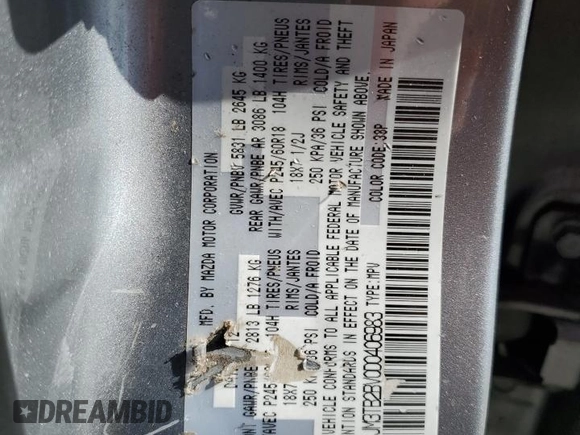 MFD. BY MAZDA MOTOR CORPORATION
GVWR/PNBV 5831 LB 2645 KG
GAWR/PNBE 2813 LB 1276 KG
REAR GAWR/PNBE AR 3086 LB 1400 KG
AVEC P245 104H TIRES/PNEUS
WITH/AVEC P245/60R18 104H TIRES/PNEUS
18X7 RIMS/JANTES
18X7-1/2J RIMS/JANTES
250 36 PSI COLD/A FROID
250 KPA/36 PSI COLD/A FROID
VEHICLE CONFORMS TO ALL APPLICABLE FEDERAL MOTOR VEHICLE SAFETY AND THEFT
STANDARDS IN EFFECT ON THE DATE OF MANUFACTURE SHOWN ABOVE.
JM3TB2BV0C0406983 TYPE:MPV
COLOR CODE:38P
MADE IN JAPAN
DREAMBID